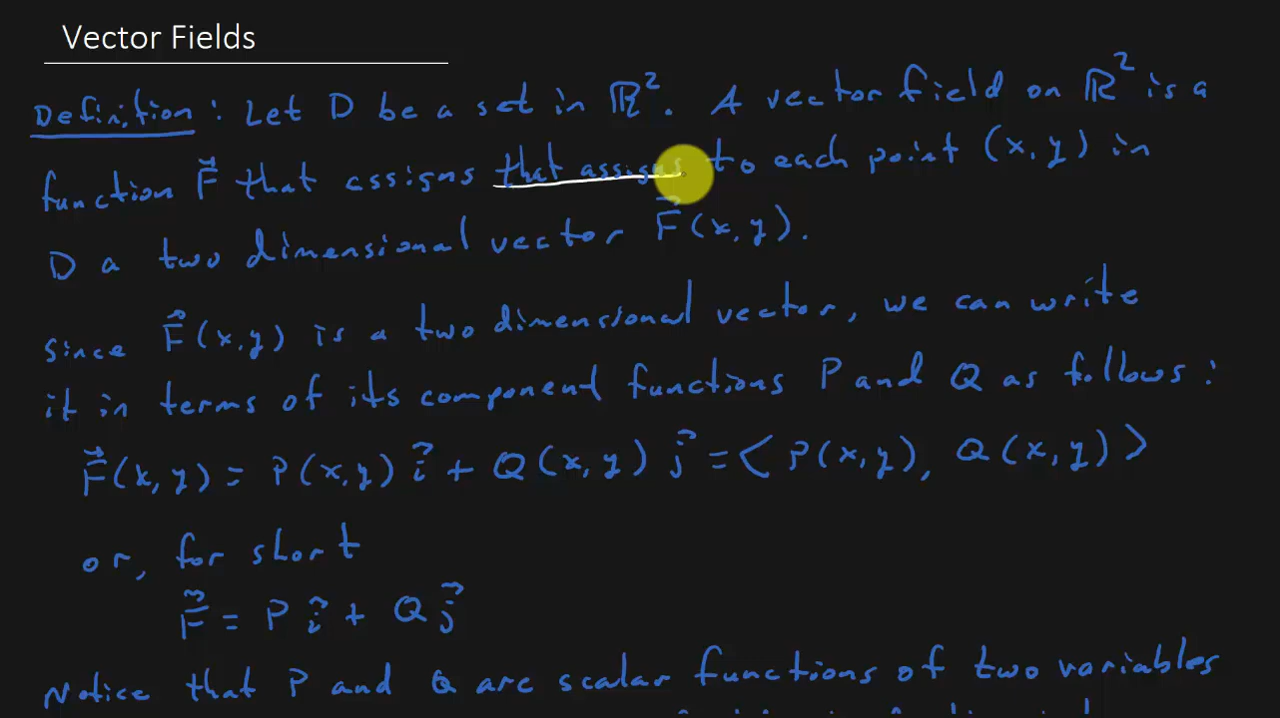 Vector Fields
Definition: Let D be a set in ℝ². A vector field on ℝ² is a
function F⃗ that assigns that assigns to each point (x,y) in
D a two dimensional vector F⃗(x,y).
Since F⃗(x,y) is a two dimensional vector, we can write
it in terms of its component functions P and Q as follows:
F⃗(x,y) = P(x,y) i⃗ + Q(x,y) j⃗ = <P(x,y), Q(x,y)>
or, for short
F⃗ = P i⃗ + Q j⃗
Notice that P and Q are scalar functions of two variables